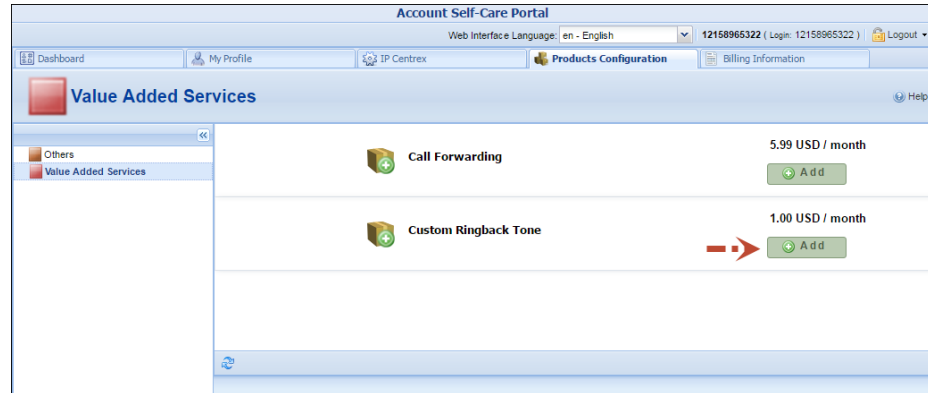 Account Self-Care Portal
Web Interface Language: en - English 12158965322 ( Login: 12158965322 ) Logout
Dashboard My Profile IP Centrex Products Configuration Billing Information
Value Added Services Help
Others
Value Added Services
Call Forwarding 5.99 USD / month
Add
Custom Ringback Tone 1.00 USD / month
Add